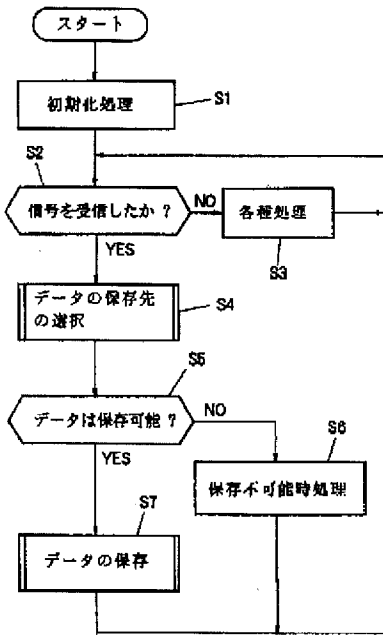 スタート
初期化処理
S1
S2
信号を受信したか ?
NO
各種処理
S3
YES
データの保存先
の選択
S4
S5
データは保存可能 ?
NO
YES
S6
保存不可能時処理
S7
データの保存